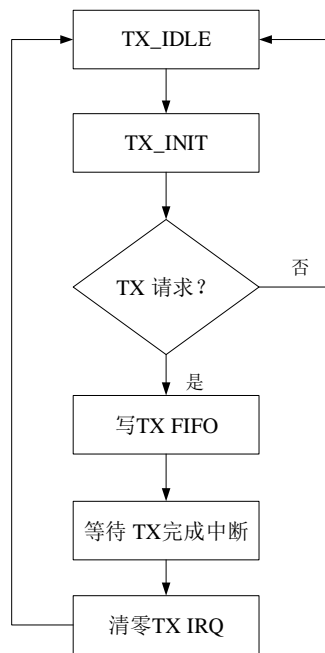 TX_IDLE
TX_INIT
TX 请求？
否
是
写TX FIFO
等待 TX完成中断
清零TX IRQ